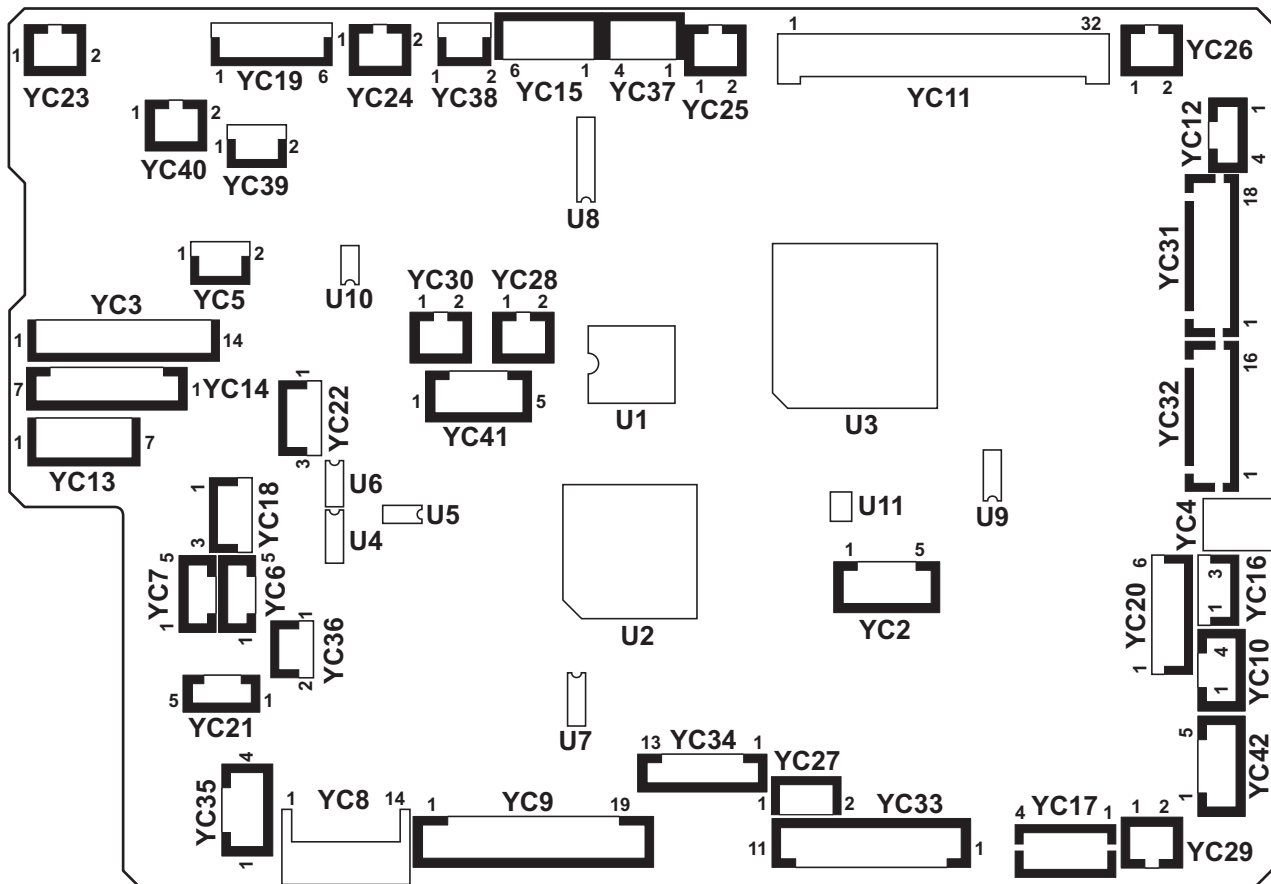 1 2 YC23
1 6 YC19
1 2 YC24
1 2 YC38
6 1 YC15
4 1 YC37
1 2 YC25
1 32 YC11
1 2 YC26
1 4 YC12
1 2 YC40
1 2 YC39
U8
18 1 YC31
1 2 YC5
U10
YC30 1 2
YC28 1 2
YC3 1 14
7 1 YC14
1 7 YC13
1 3 YC22
1 5 YC41
U1
U3
16 1 YC32
1 3 YC18
U6
U4
U5
U11
U9
YC4
5 1 YC7
5 1 YC6
1 2 YC36
U2
1 5 YC2
6 1 YC20
3 1 YC16
4 1 YC10
5 1 YC21
U7
13 YC34 1
YC27 1 2
5 1 YC42
4 1 YC35
1 YC8 14
1 YC9 19
YC33 11 1
4 YC17 1
1 2 YC29